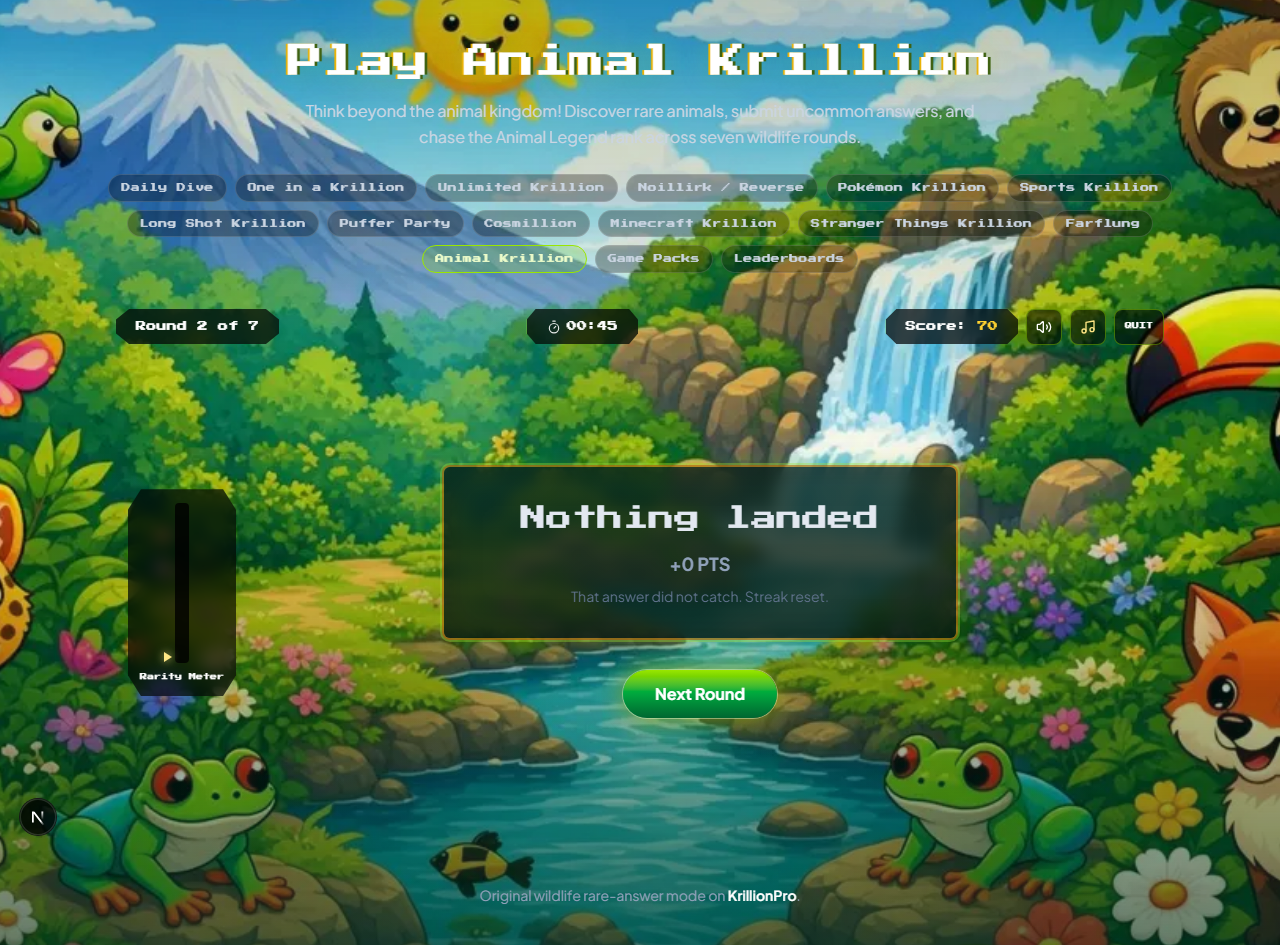 Play Animal Krillion
Think beyond the animal kingdom! Discover rare animals, submit uncommon answers, and
chase the Animal Legend rank across seven wildlife rounds.
Daily Dive One in a Krillion Unlimited Krillion Noillirk / Reverse Pokémon Krillion Sports Krillion
Long Shot Krillion Puffer Party Cosmillion Minecraft Krillion Stranger Things Krillion Farflung
Animal Krillion Game Packs Leaderboards
Round 2 of 7 00:45 Score: 70 QUIT
Nothing landed
+0 PTS
That answer did not catch. Streak reset.
Rarity Meter
Next Round
N
Original wildlife rare-answer mode on KrillionPro.